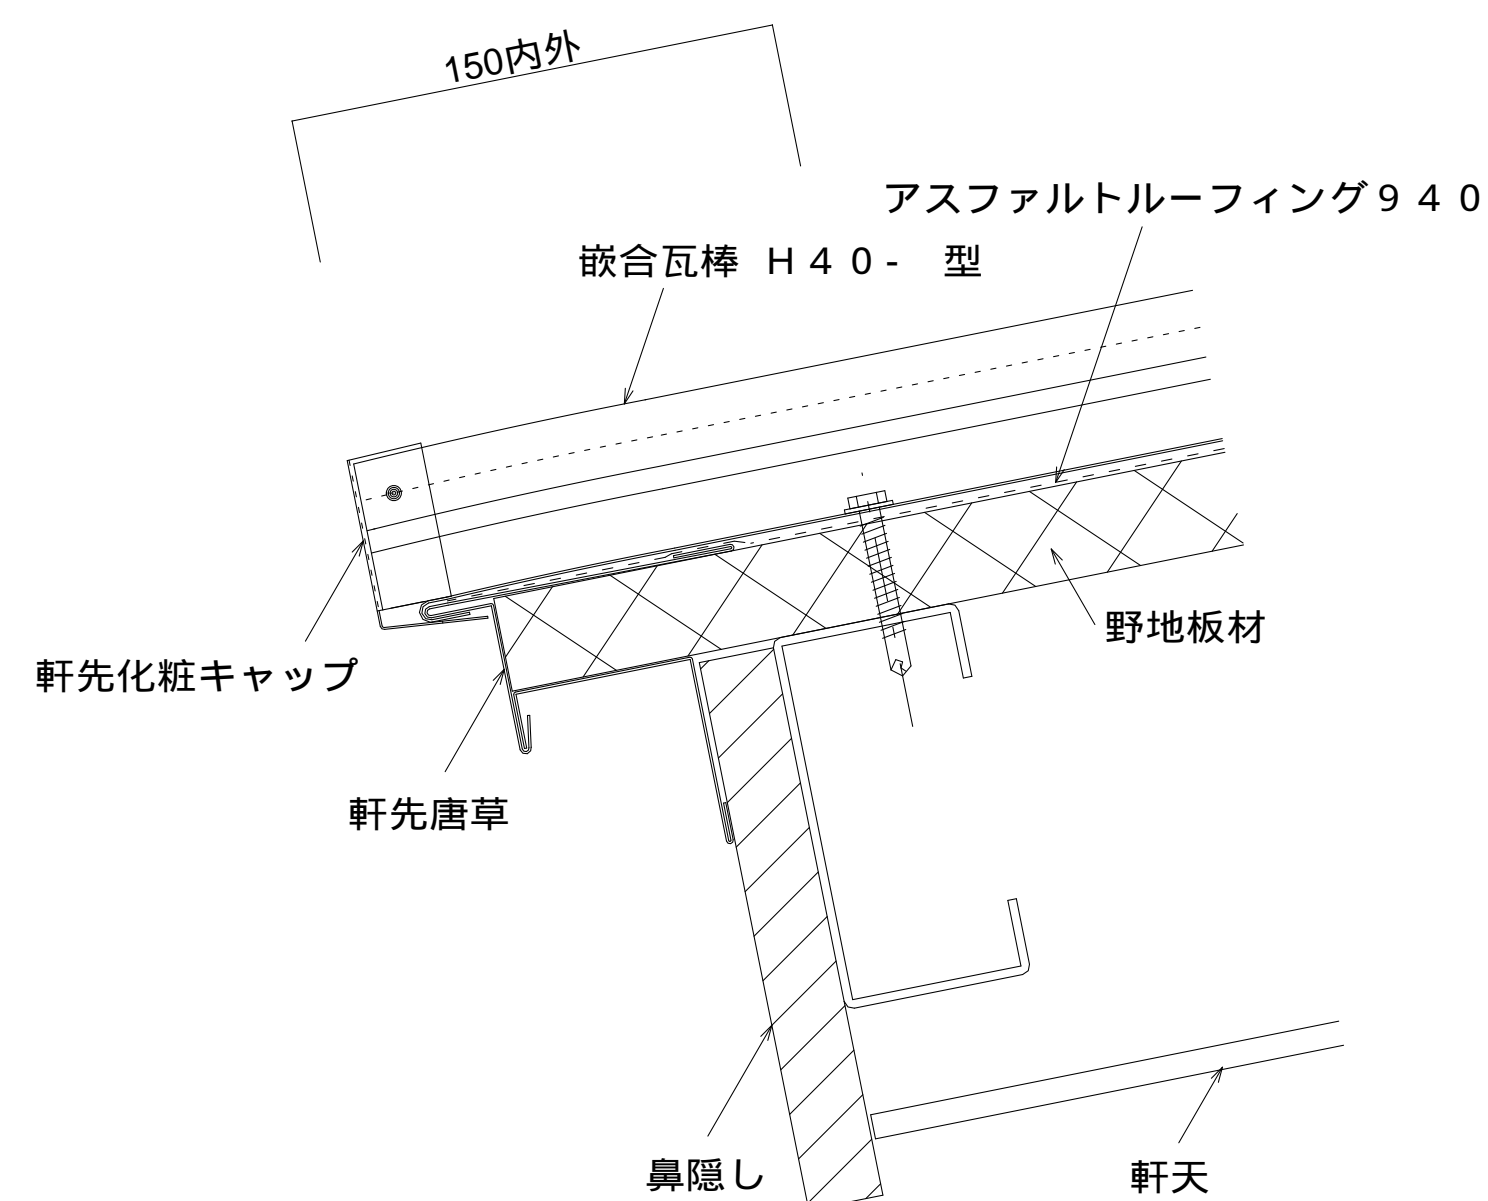 150内外
アスファルトルーフィング９４０
嵌合瓦棒 Ｈ４０- 型
野地板材
軒先化粧キャップ
軒先唐草
鼻隠し
軒天